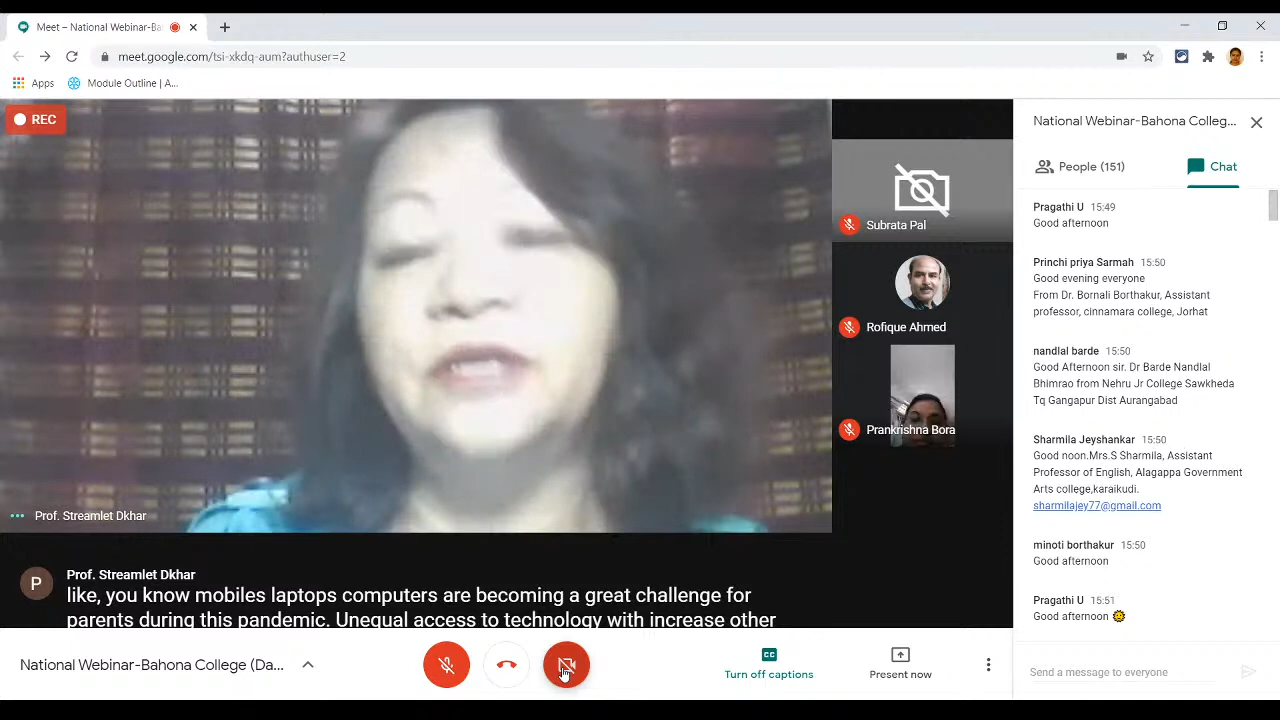 Meet – National Webinar-Ba
meet.google.com/tsi-xkdq-aum?authuser=2
Apps
Module Outline | A...
REC
National Webinar-Bahona Colleg...
People (151)
Chat
Subrata Pal
Rofique Ahmed
Prankrishna Bora
Prof. Streamlet Dkhar
Pragathi U 15:49
Good afternoon
Princhi priya Sarmah 15:50
Good evening everyone
From Dr. Bornali Borthakur, Assistant
professor, cinnamara college, Jorhat
nandlal barde 15:50
Good Afternoon sir. Dr Barde Nandlal
Bhimrao from Nehru Jr College Sawkheda
Tq Gangapur Dist Aurangabad
Sharmila Jeyshankar 15:50
Good noon.Mrs.S Sharmila, Assistant
Professor of English, Alagappa Government
Arts college,karaikudi.
sharmilajey77@gmail.com
minoti borthakur 15:50
Good afternoon
Pragathi U 15:51
Good afternoon 🌞
Send a message to everyone
P
Prof. Streamlet Dkhar
like, you know mobiles laptops computers are becoming a great challenge for
parents during this pandemic. Unequal access to technology with increase other
National Webinar-Bahona College (Da...
CC
Turn off captions
Present now